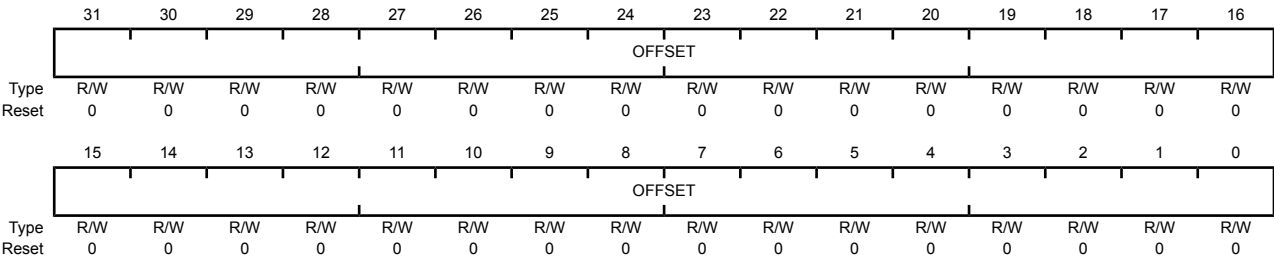 31 30 29 28 27 26 25 24 23 22 21 20 19 18 17 16
OFFSET
Type R/W R/W R/W R/W R/W R/W R/W R/W R/W R/W R/W R/W R/W R/W R/W R/W
Reset 0 0 0 0 0 0 0 0 0 0 0 0 0 0 0 0
15 14 13 12 11 10 9 8 7 6 5 4 3 2 1 0
OFFSET
Type R/W R/W R/W R/W R/W R/W R/W R/W R/W R/W R/W R/W R/W R/W R/W R/W
Reset 0 0 0 0 0 0 0 0 0 0 0 0 0 0 0 0